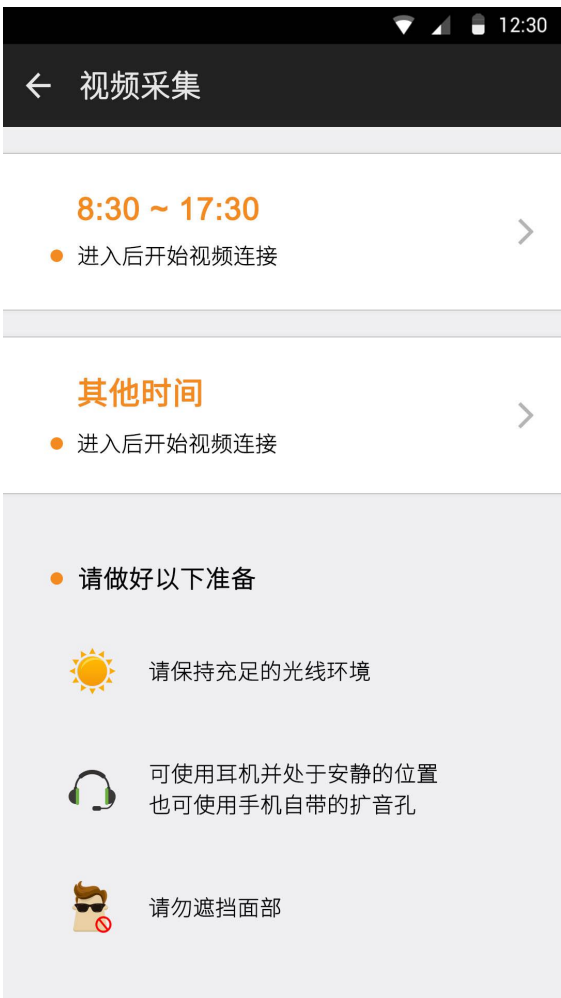 12:30
视频采集
8:30 ~ 17:30
进入后开始视频连接
其他时间
进入后开始视频连接
请做好以下准备
请保持充足的光线环境
可使用耳机并处于安静的位置
也可使用手机自带的扩音孔
请勿遮挡面部